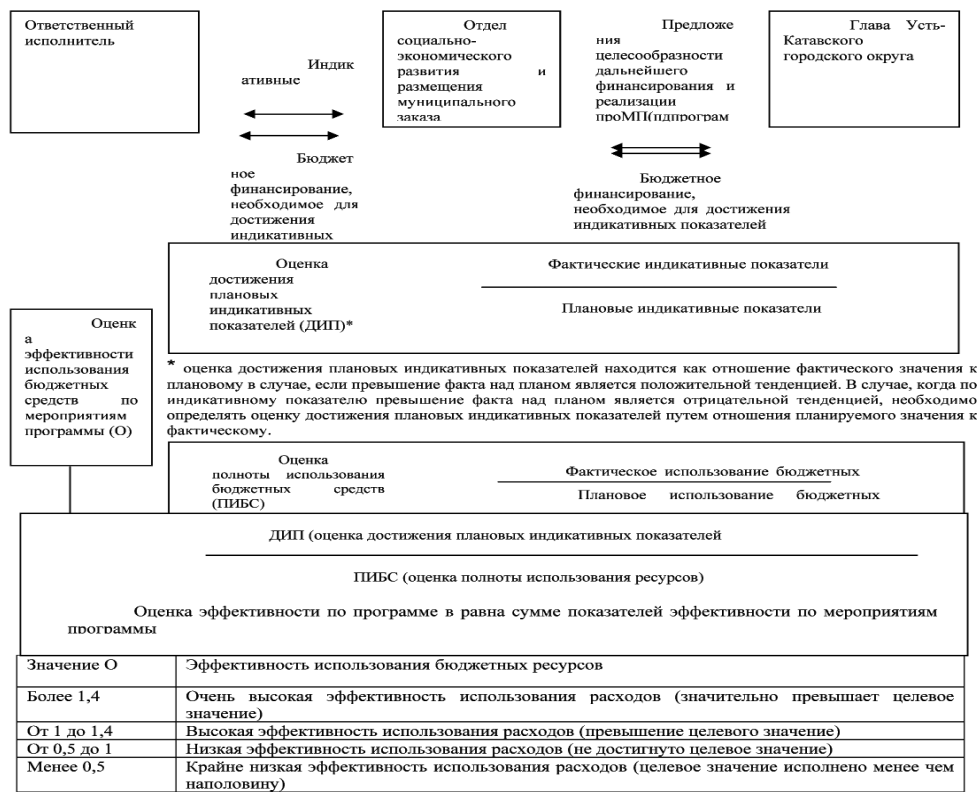 Ответственный
исполнитель
Индик
ативные
Отдел
социально-
экономического
развития и
размещения
муниципального
заказа
Предложе
ния
целесообразности
дальнейшего
финансирования и
реализации
проМП(пдпрограм
Глава Усть-
Катавского
городского округа
Бюджет
ное
финансирование,
необходимое для
достижения
индикативных
Бюджетное
финансирование,
необходимое для достижения
индикативных показателей
Оценка
достижения
плановых
индикативных
показателей (ДИП)*
Фактические индикативные показатели
Плановые индикативные показатели
Оценк
а
эффективности
использования
бюджетных
средств по
мероприятиям
программы (О)
* оценка достижения плановых индикативных показателей находится как отношение фактического значения к
плановому в случае, если превышение факта над планом является положительной тенденцией. В случае, когда по
индикативному показателю превышение факта над планом является отрицательной тенденцией, необходимо
определять оценку достижения плановых индикативных показателей путем отношения планируемого значения к
фактическому.
Оценка
полноты использования
бюджетных средств
(ПИБС)
Фактическое использование бюджетных
Плановое использование бюджетных
ДИП (оценка достижения плановых индикативных показателей
ПИБС (оценка полноты использования ресурсов)
Оценка эффективности по программе в равна сумме показателей эффективности по мероприятиям
программы
Значение О Эффективность использования бюджетных ресурсов
Более 1,4 Очень высокая эффективность использования расходов (значительно превышает целевое
значение)
От 1 до 1,4 Высокая эффективность использования расходов (превышение целевого значение)
От 0,5 до 1 Низкая эффективность использования расходов (не достигнуто целевое значение)
Менее 0,5 Крайне низкая эффективность использования расходов (целевое значение исполнено менее чем
наполовину)